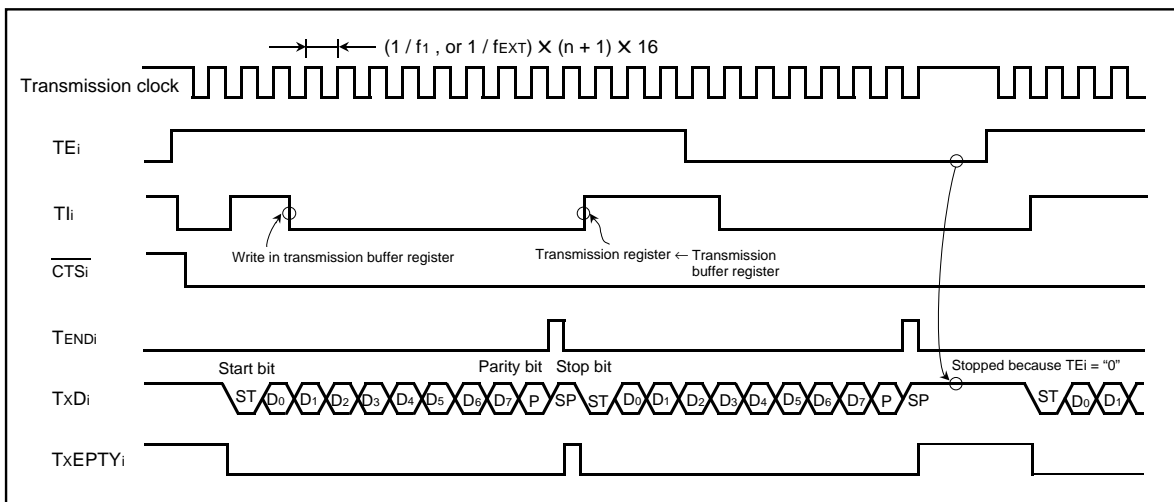 (1 / f1 , or 1 / fEXT) × (n + 1) × 16
Transmission clock
TEi
TIi
Write in transmission buffer register
Transmission register ← Transmission
buffer register
CTSi
TENDi
Start bit
Parity bit
Stop bit
Stopped because TEi = “0”
TxDi
ST D0 D1 D2 D3 D4 D5 D6 D7 P SP ST D0 D1 D2 D3 D4 D5 D6 D7 P SP ST D0 D1
TxEPTYi